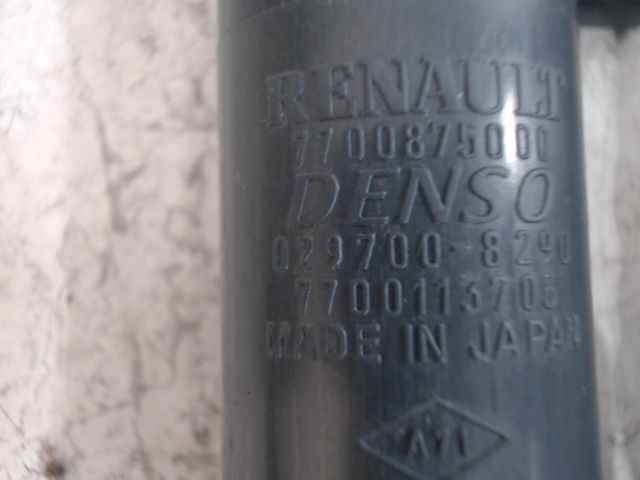 RENAULT
7700875000
DENSO
029700-8290
7700113705
MADE IN JAPAN